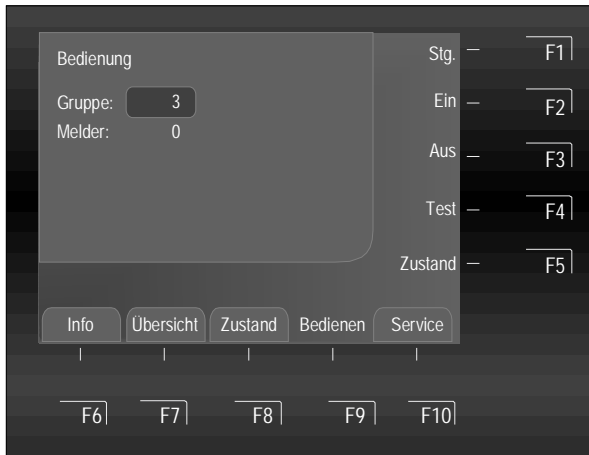 Bedienung
Stg. F1
Gruppe: 3
Ein F2
Melder: 0
Aus F3
Test F4
Zustand F5
Info Übersicht Zustand Bedienen Service
F6 F7 F8 F9 F10